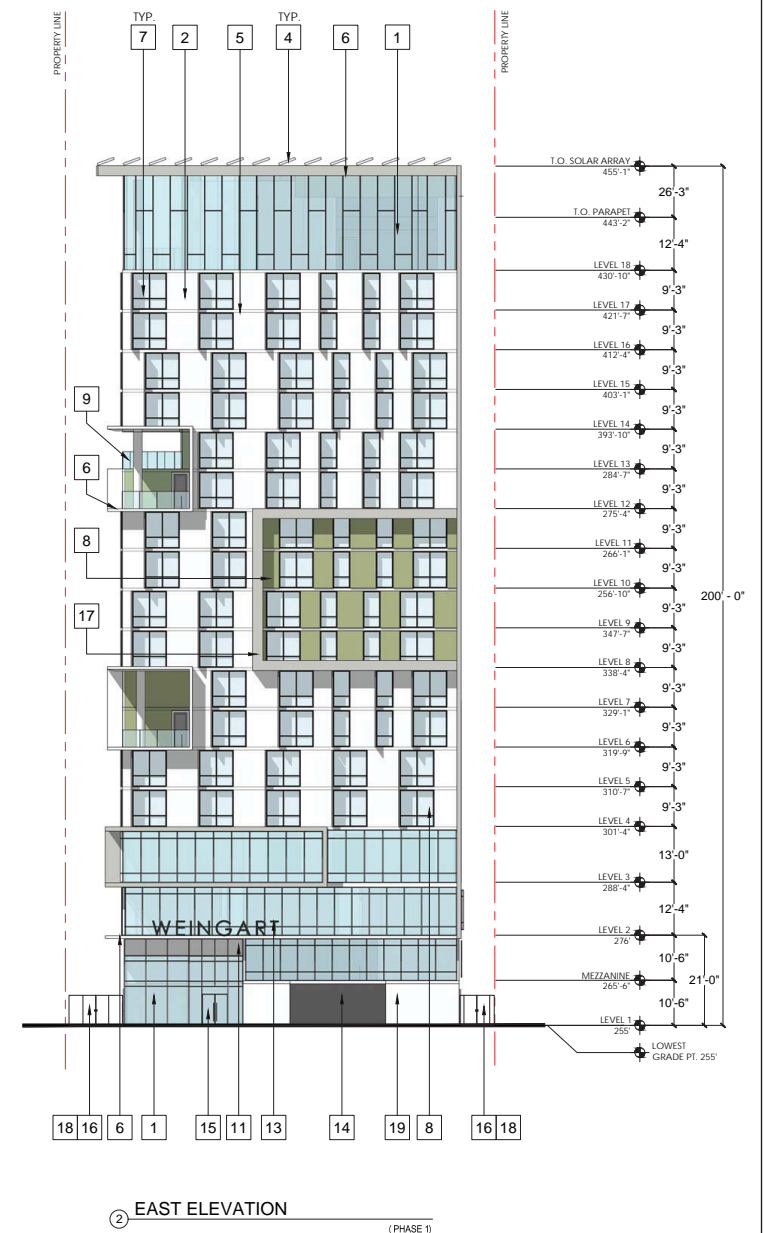 PROPERTY LINE
TYP.
7
2
5
TYP.
4
6
1
PROPERTY LINE
T.O. SOLAR ARRAY
455'-1"
26'-3"
T.O. PARAPET
443'-2"
12'-4"
LEVEL 18
430'-10"
9'-3"
LEVEL 17
421'-7"
9'-3"
LEVEL 16
412'-4"
9'-3"
LEVEL 15
403'-1"
9'-3"
LEVEL 14
393'-10"
9'-3"
LEVEL 13
284'-7"
9'-3"
LEVEL 12
275'-4"
9'-3"
LEVEL 11
266'-1"
9'-3"
LEVEL 10
256'-10"
9'-3"
200' - 0"
LEVEL 9
347'-7"
9'-3"
LEVEL 8
338'-4"
9'-3"
LEVEL 7
329'-1"
9'-3"
LEVEL 6
319'-9"
9'-3"
LEVEL 5
310'-7"
9'-3"
LEVEL 4
301'-4"
13'-0"
LEVEL 3
288'-4"
12'-4"
LEVEL 2
276'
10'-6"
MEZZANINE
265'-6"
21'-0"
10'-6"
LEVEL 1
255'
LOWEST
GRADE PT. 255'
9
6
8
17
WEINGART
18 16 6 1 15 11 13 14 19 8 16 18
2 EAST ELEVATION
( PHASE 1)